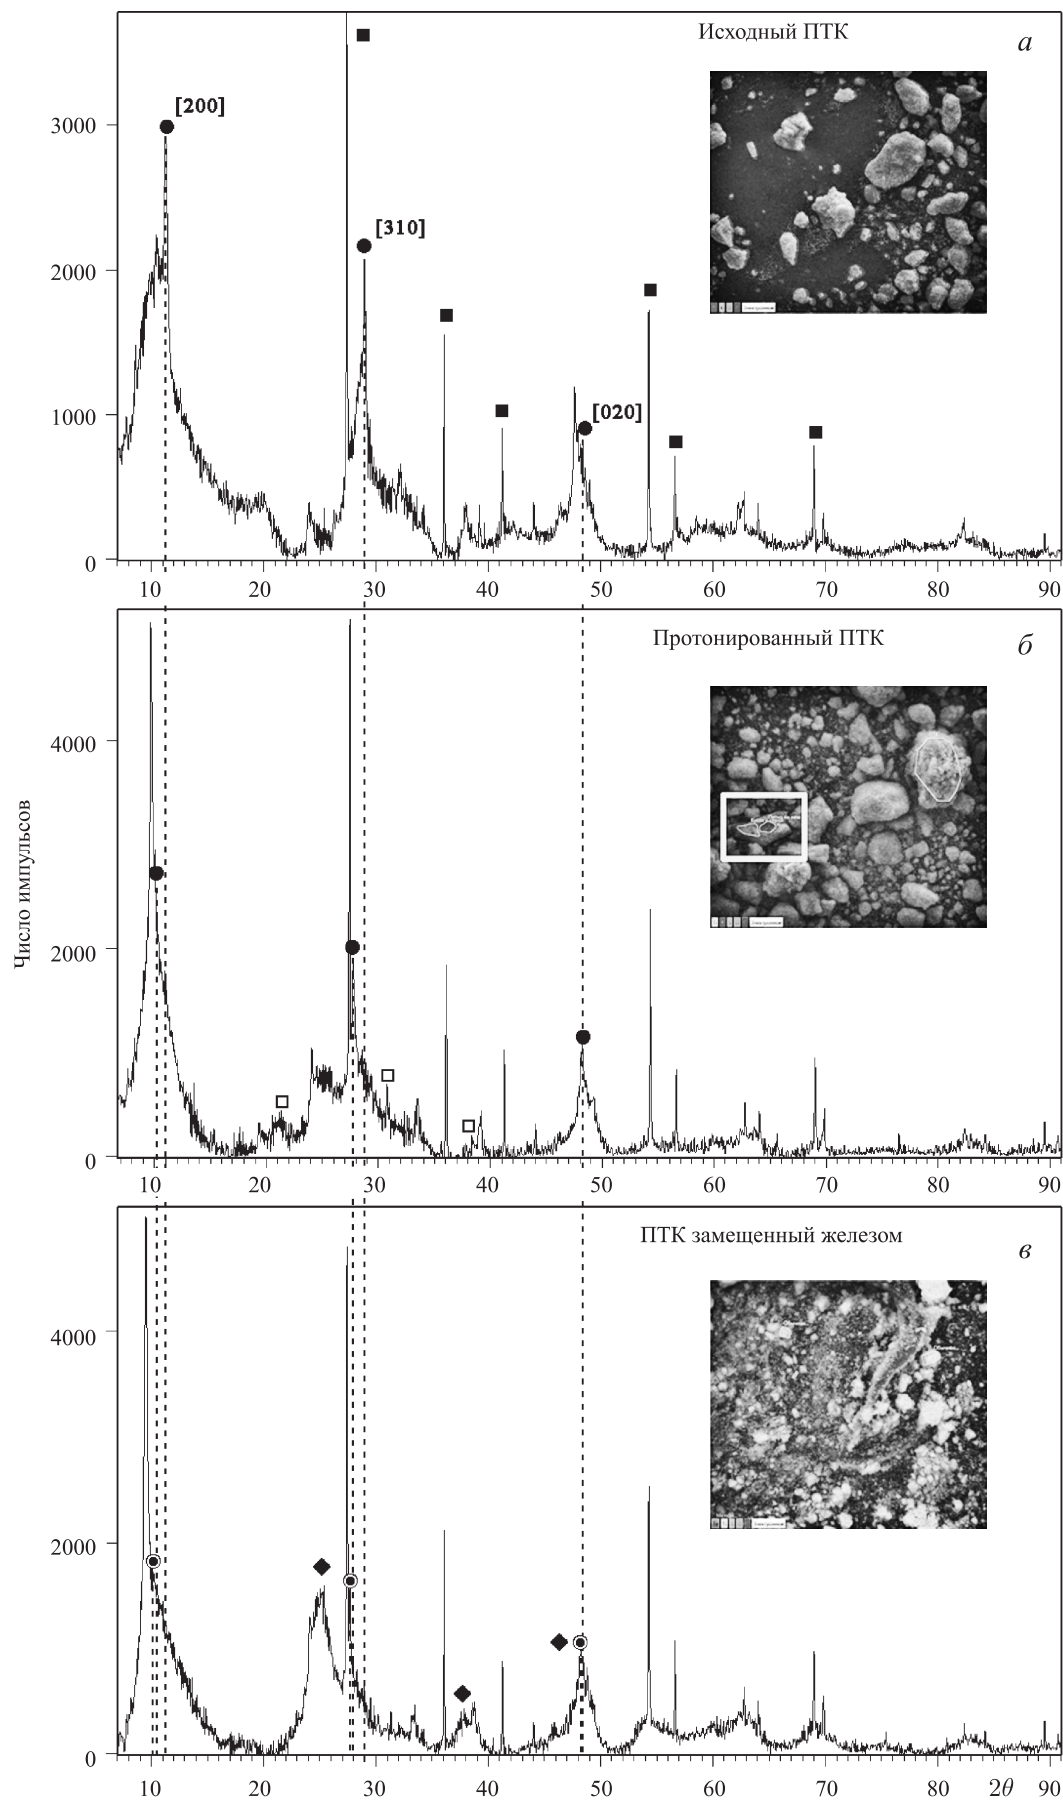 Исходный ПТК
а
[200]
[310]
[020]
3000
2000
1000
0
10 20 30 40 50 60 70 80 90
Протонированный ПТК
б
4000
2000
0
10 20 30 40 50 60 70 80 90
Число импульсов
ПТК замещенный железом
в
4000
2000
0
10 20 30 40 50 60 70 80 2θ 90